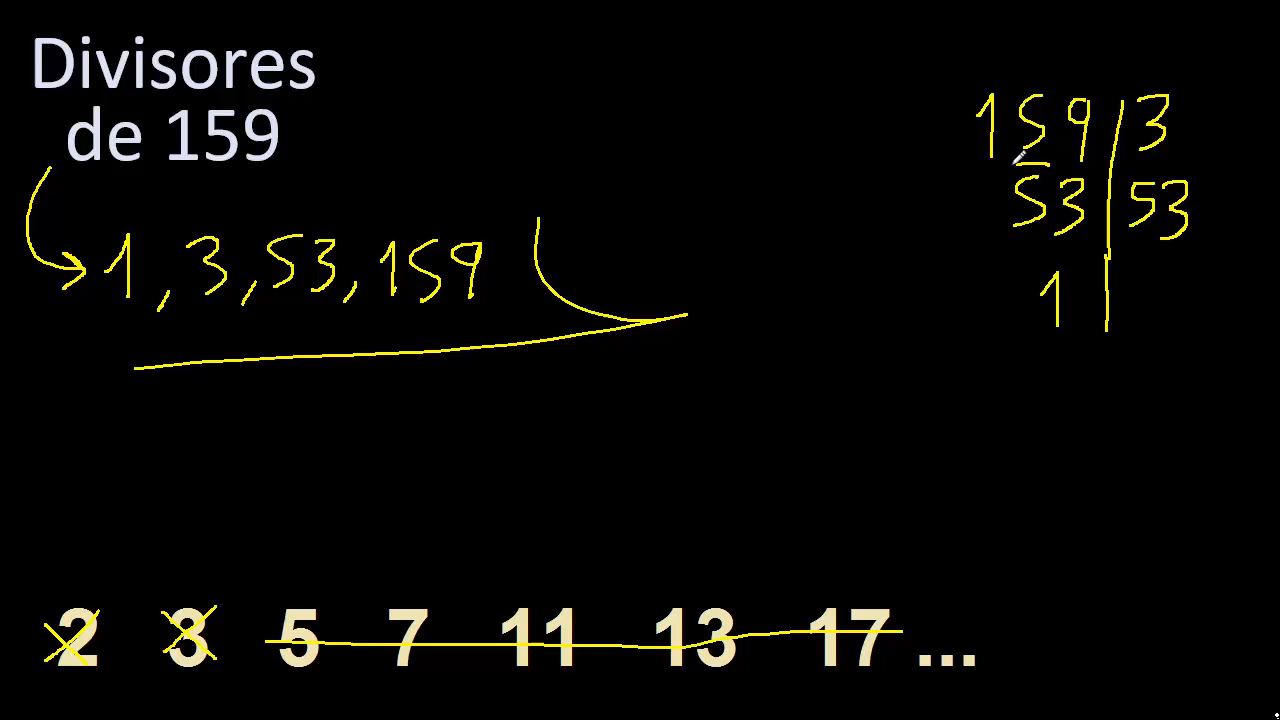 Divisores
de 159
1, 3, 53, 159
159 | 3
53 | 53
1 |
2 3 5 7 11 13 17 ...